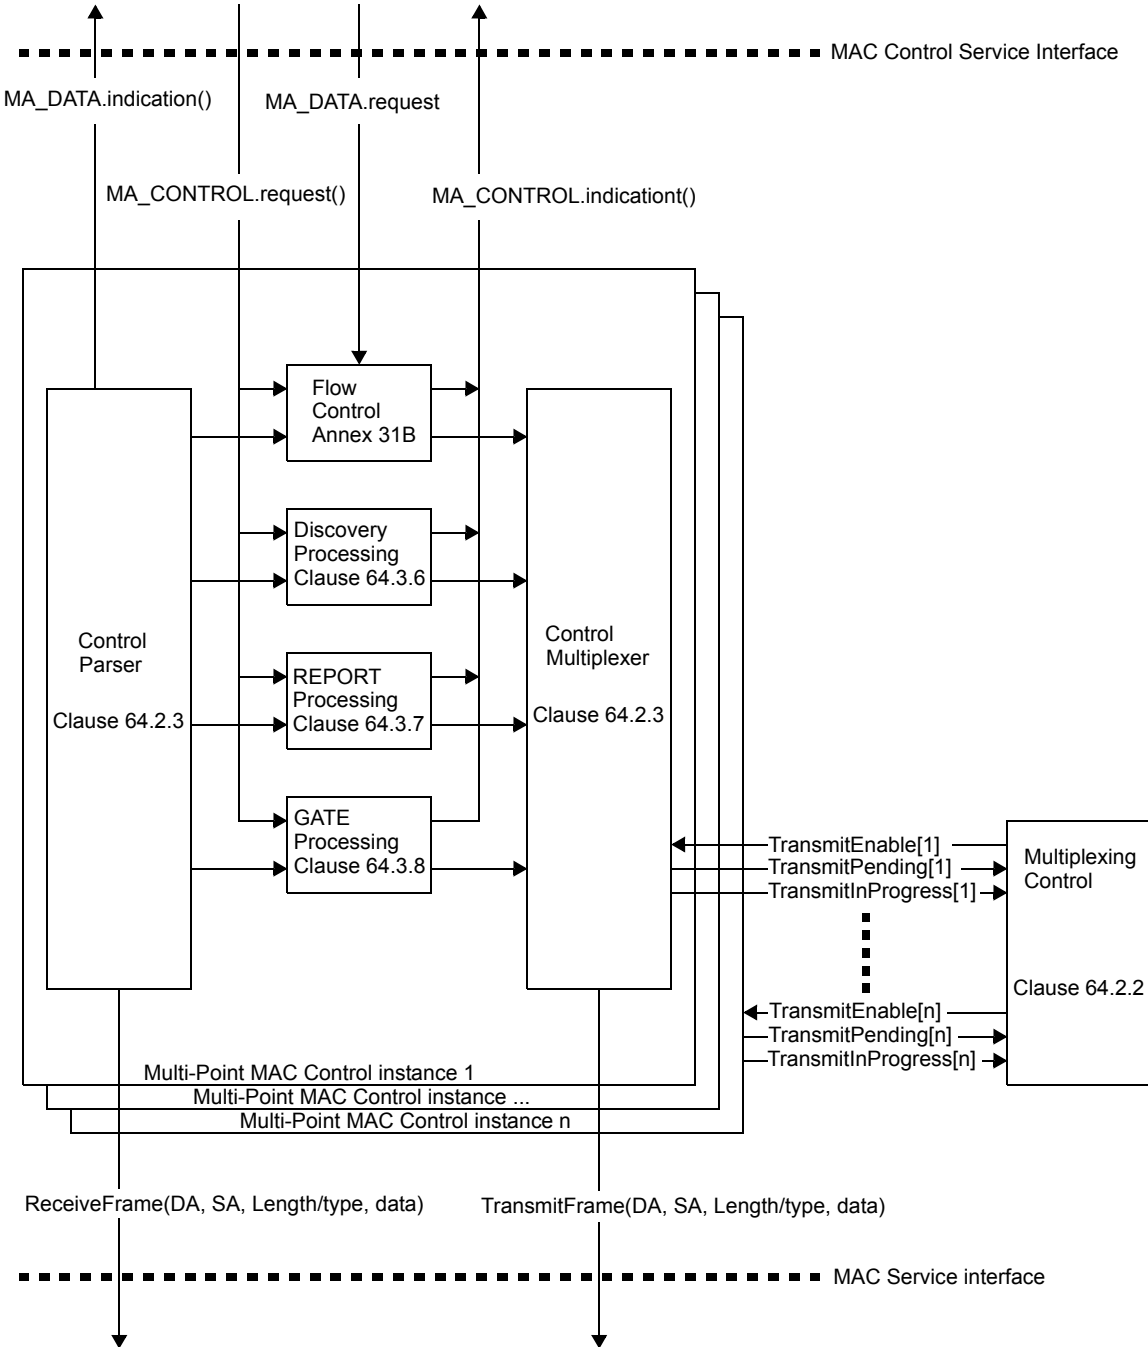 MAC Control Service Interface
MA_DATA.indication()
MA_DATA.request
MA_CONTROL.request()
MA_CONTROL.indicationt()
Flow
Control
Annex 31B
Discovery
Processing
Clause 64.3.6
Control
Parser
Clause 64.2.3
REPORT
Processing
Clause 64.3.7
Control
Multiplexer
Clause 64.2.3
GATE
Processing
Clause 64.3.8
TransmitEnable[1]
TransmitPending[1]
TransmitInProgress[1]
Multiplexing
Control
Clause 64.2.2
TransmitEnable[n]
TransmitPending[n]
TransmitInProgress[n]
Multi-Point MAC Control instance 1
Multi-Point MAC Control instance ...
Multi-Point MAC Control instance n
ReceiveFrame(DA, SA, Length/type, data)
TransmitFrame(DA, SA, Length/type, data)
MAC Service interface